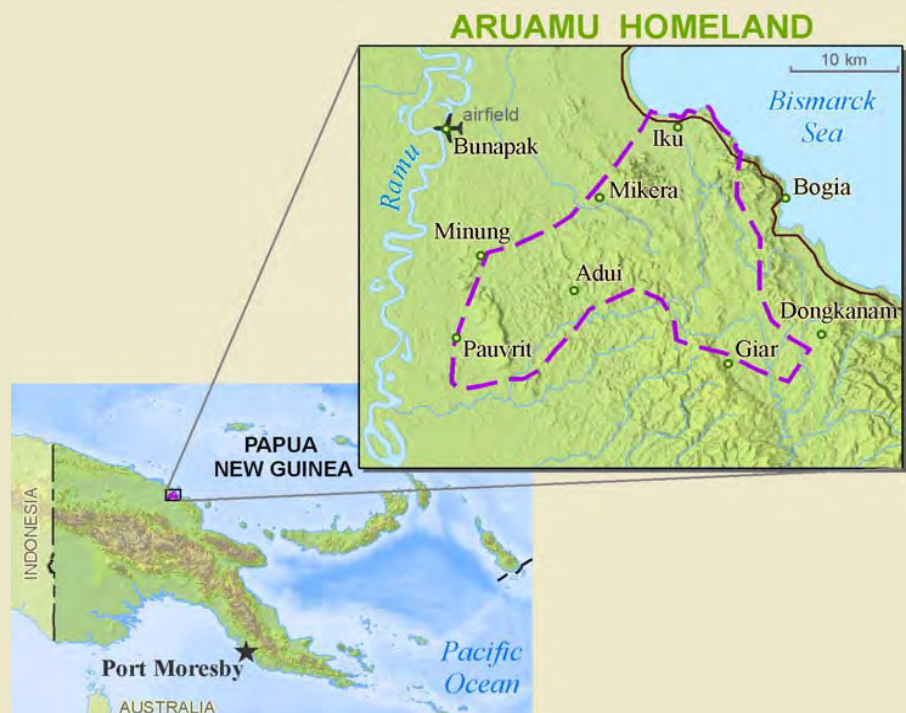 ARUAMU HOMELAND
10 km
Bismarck
Sea
airfield
Bunapak
Iku
Ramu
Mikera
Bogia
Minung
Adui
Dongkanam
Pauvrit
Giar
PAPUA
NEW GUINEA
INDONESIA
Port Moresby
Pacific
Ocean
AUSTRALIA